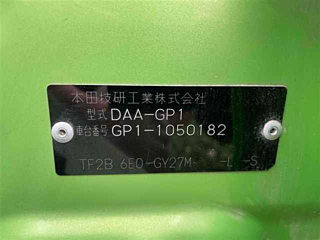 本田技研工業株式会社
型式 DAA-GP1
車台番号 GP1-1050182
TF2B 6E0-GY27M- -L -S